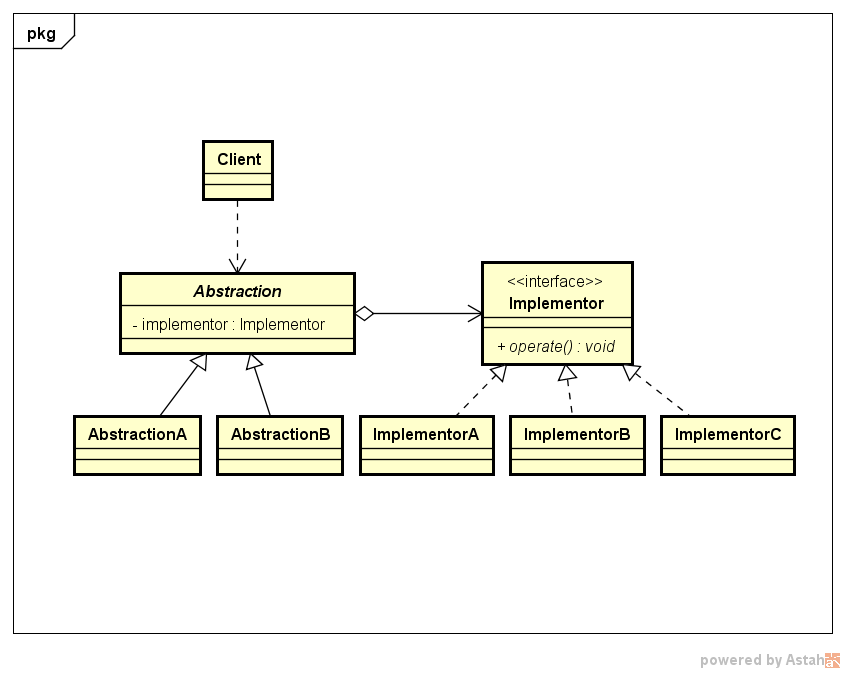 pkg
Client
Abstraction
- implementor : Implementor
<<interface>>
Implementor
+ operate() : void
AbstractionA
AbstractionB
ImplementorA
ImplementorB
ImplementorC
powered by Astah